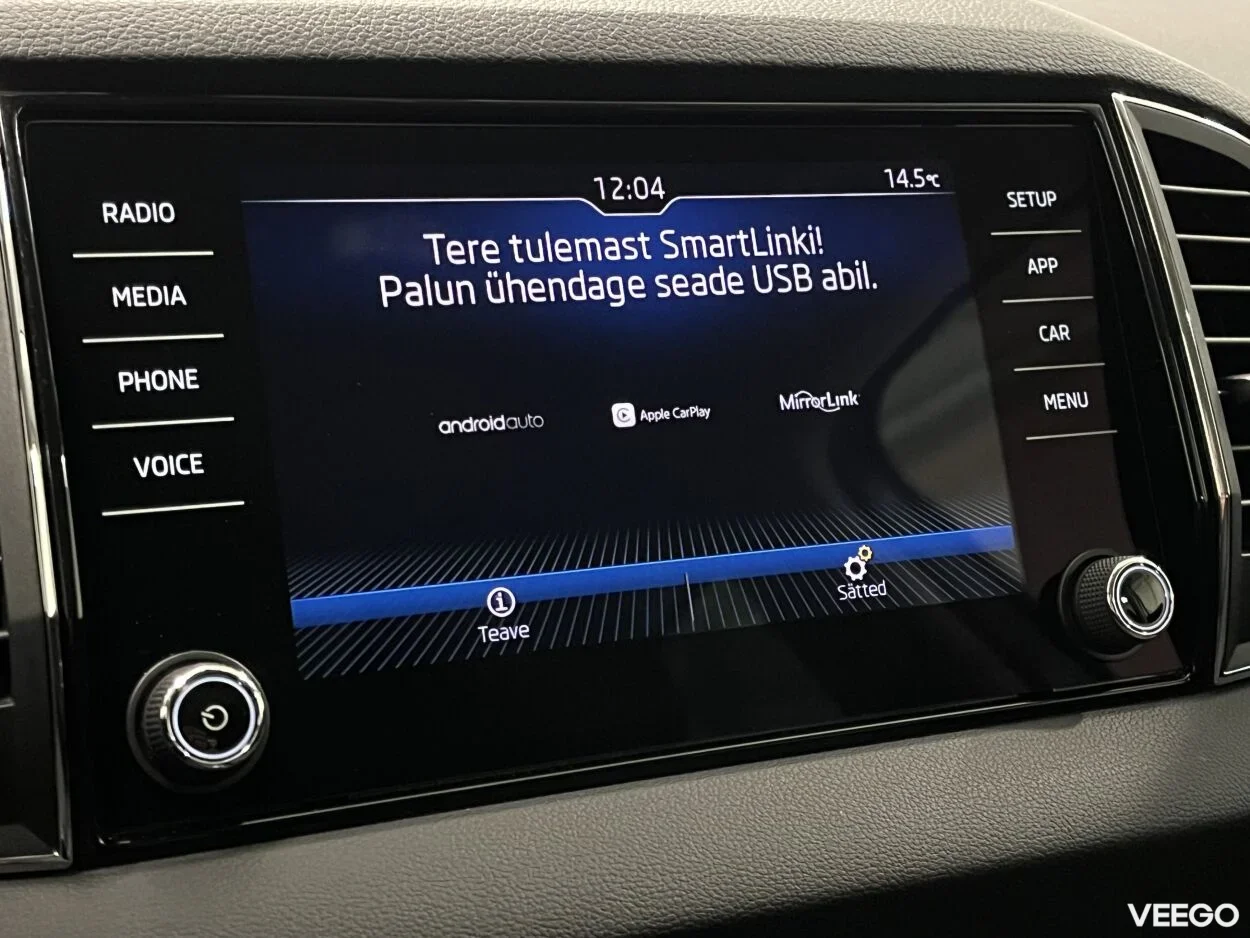 12:04
14.5°C
RADIO
MEDIA
PHONE
VOICE
Tere tulemast SmartLinki!
Palun ühendage seade USB abil.
androidauto
Apple CarPlay
MirrorLink
Teave
Sätted
SETUP
APP
CAR
MENU
VEEGO